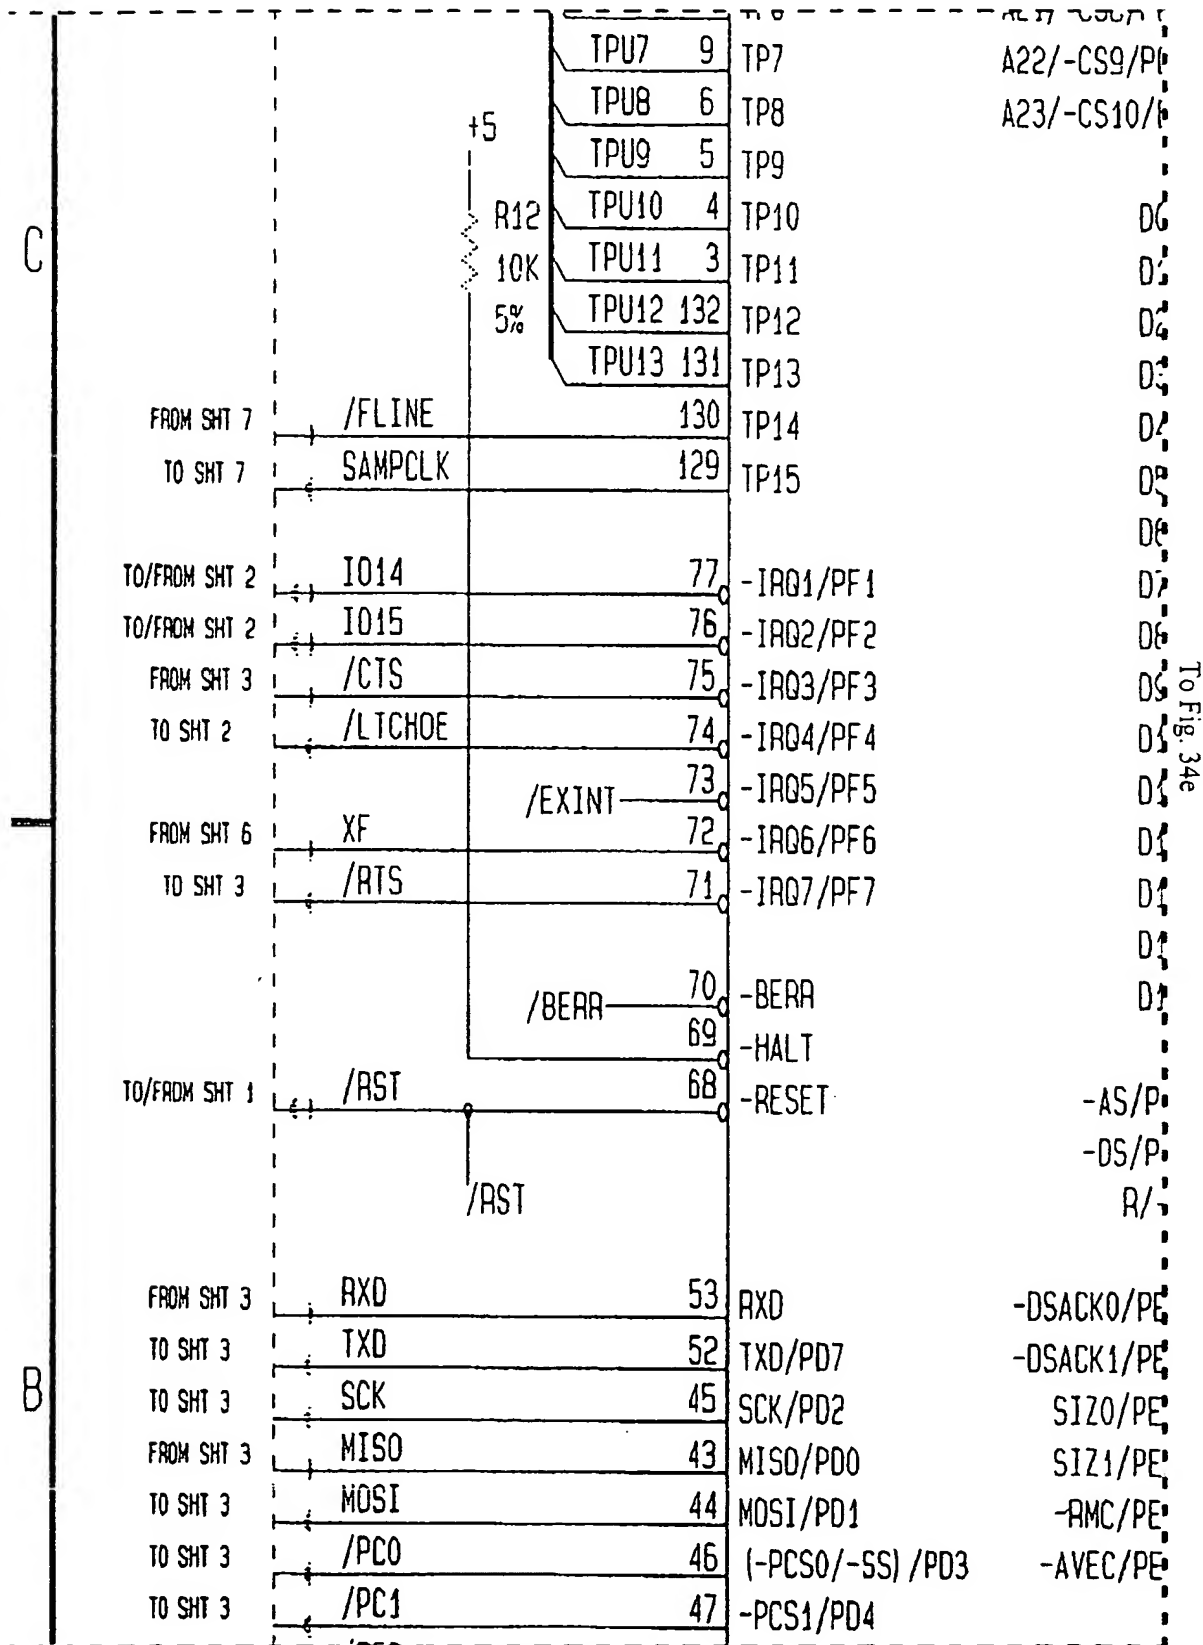 TPU7 9 TP7 A22/-CS9/P
TPU8 6 TP8 A23/-CS10/
+5
TPU9 5 TP9
R12 TPU10 4 TP10
C
10K TPU11 3 TP11
5% TPU12 132 TP12
TPU13 131 TP13
FROM SHT 7 /FLINE 130 TP14
TO SHT 7 SAMPCLK 129 TP15
TO/FROM SHT 2 IO14 77 -IRQ1/PF1
TO/FROM SHT 2 IO15 76 -IRQ2/PF2
FROM SHT 3 /CTS 75 -IRQ3/PF3
TO SHT 2 /LTCHOE 74 -IRQ4/PF4
To Fig. 34e
/EXINT 73 -IRQ5/PF5
FROM SHT 6 XF 72 -IRQ6/PF6
TO SHT 3 /RTS 71 -IRQ7/PF7
/BERR 70 -BERR
69 -HALT
TO/FROM SHT 1 /RST 68 -RESET -AS/P
-DS/P
/RST R/-
FROM SHT 3 RXD 53 RXD -DSACK0/PE
TO SHT 3 TXD 52 TXD/PD7 -DSACK1/PE
B
TO SHT 3 SCK 45 SCK/PD2 SIZ0/PE
FROM SHT 3 MISO 43 MISO/PD0 SIZ1/PE
TO SHT 3 MOSI 44 MOSI/PD1 -RMC/PE
TO SHT 3 /PC0 46 (-PCS0/-SS)/PD3 -AVEC/PE
TO SHT 3 /PC1 47 -PCS1/PD4